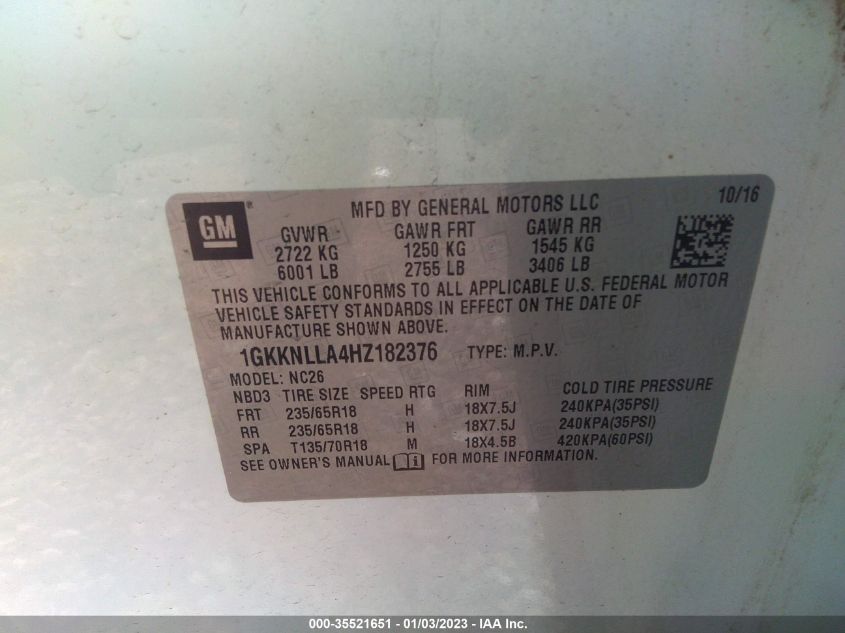 GM ®
MFD BY GENERAL MOTORS LLC 10/16
GVWR GAWR FRT GAWR RR
2722 KG 1250 KG 1545 KG
6001 LB 2755 LB 3406 LB
THIS VEHICLE CONFORMS TO ALL APPLICABLE U.S. FEDERAL MOTOR
VEHICLE SAFETY STANDARDS IN EFFECT ON THE DATE OF
MANUFACTURE SHOWN ABOVE.
1GKKNLLA4HZ182376 TYPE: M.P.V.
MODEL: NC26
NBD3 TIRE SIZE SPEED RTG RIM COLD TIRE PRESSURE
FRT 235/65R18 H 18X7.5J 240KPA(35PSI)
RR 235/65R18 H 18X7.5J 240KPA(35PSI)
SPA T135/70R18 M 18X4.5B 420KPA(60PSI)
SEE OWNER'S MANUAL i FOR MORE INFORMATION.
000-35521651 - 01/03/2023 - IAA Inc.